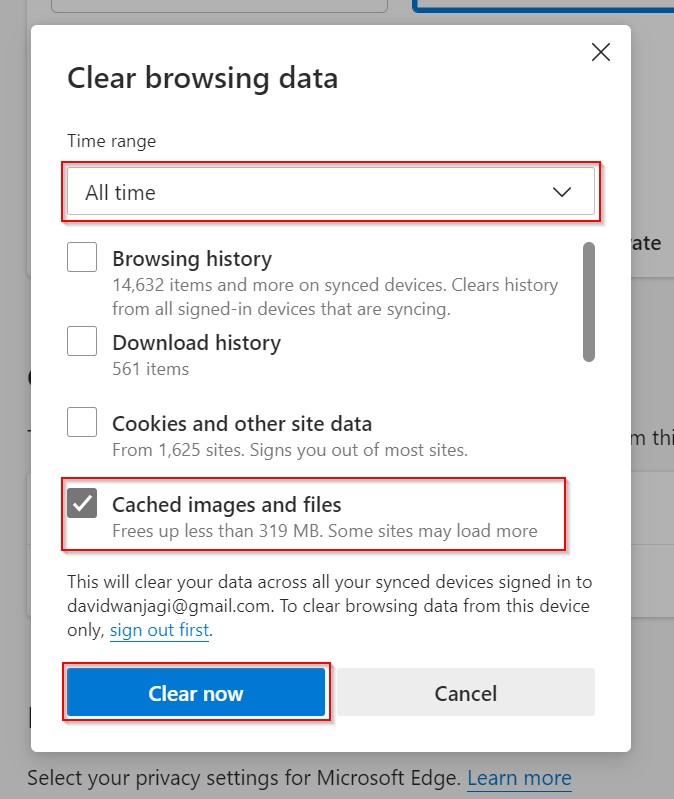 Clear browsing data
Time range
All time
Browsing history
14,632 items and more on synced devices. Clears history
from all signed-in devices that are syncing.
Download history
561 items
Cookies and other site data
From 1,625 sites. Signs you out of most sites.
Cached images and files
Frees up less than 319 MB. Some sites may load more
This will clear your data across all your synced devices signed in to
davidwanjagi@gmail.com. To clear browsing data from this device
only, sign out first.
Clear now
Cancel
Select your privacy settings for Microsoft Edge. Learn more